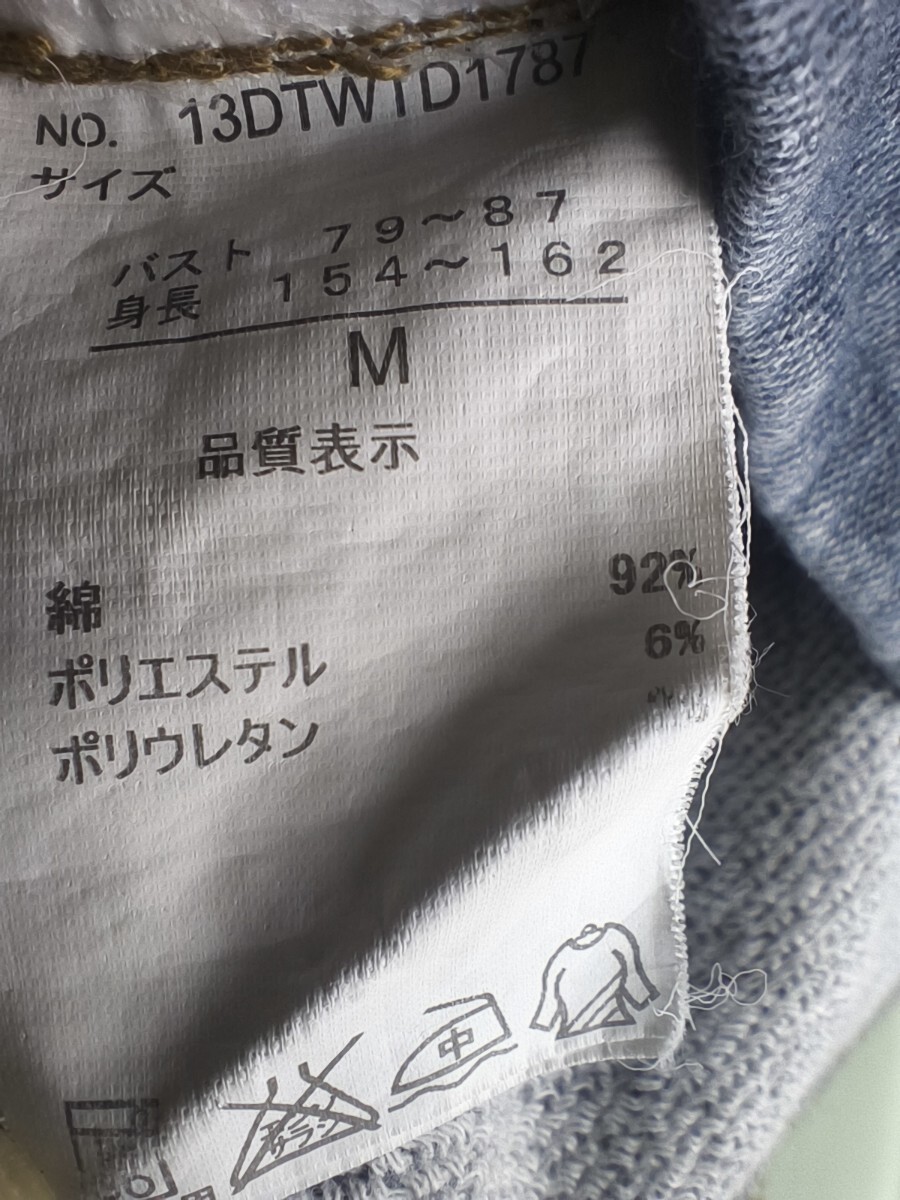 NO. 13DTW1D1787
サイズ
バスト 79～87
身長 154～162
M
品質表示
綿 92%
ポリエステル 6%
ポリウレタン
中